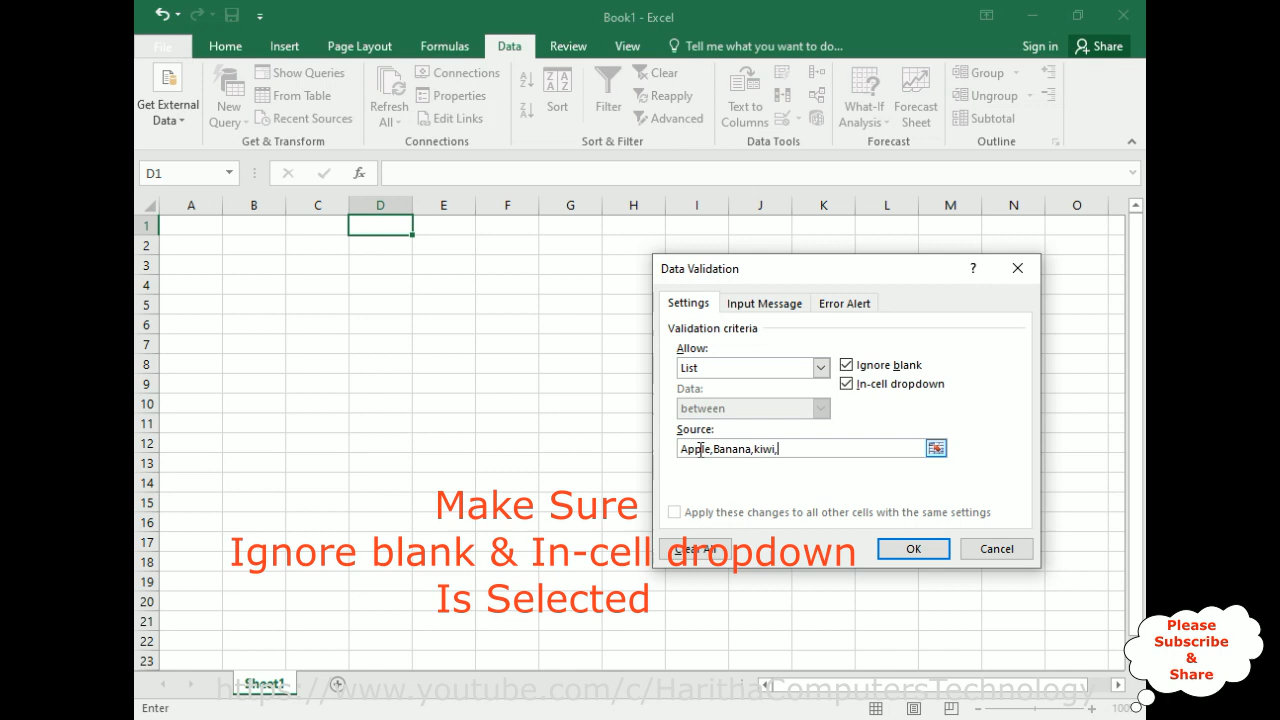 Book1 - Excel
File Home Insert Page Layout Formulas Data Review View Tell me what you want to do... Sign in Share
Get External Data
New Query
Show Queries
From Table
Recent Sources
Get & Transform
Refresh All
Connections
Properties
Edit Links
Connections
Sort
Filter
Clear
Reapply
Advanced
Sort & Filter
Text to Columns
Data Tools
What-If Analysis
Forecast Sheet
Forecast
Group
Ungroup
Subtotal
Outline
D1 fx
A B C D E F G H I J K L M N O
1
2
3
4
5
6
7
8
9
10
11
12
13
14
15
16
17
18
19
20
21
22
23
Data Validation ?
Settings Input Message Error Alert
Validation criteria
Allow:
List
Ignore blank
In-cell dropdown
Data:
between
Source:
Apple,Banana,kiwi,
Apply these changes to all other cells with the same settings
Clear All OK Cancel
Make Sure
Ignore blank & In-cell dropdown
Is Selected
Please
Subscribe
&
Share
Sheet1
Enter